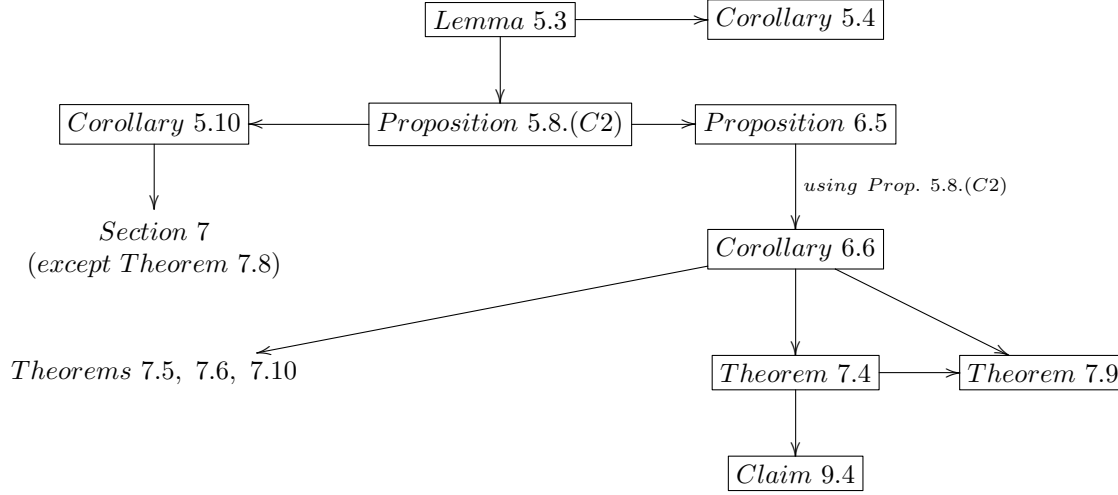 Lemma 5.3
Corollary 5.4
Corollary 5.10
Proposition 5.8.(C2)
Proposition 6.5
using Prop. 5.8.(C2)
Section 7
(except Theorem 7.8)
Corollary 6.6
Theorems 7.5, 7.6, 7.10
Theorem 7.4
Theorem 7.9
Claim 9.4